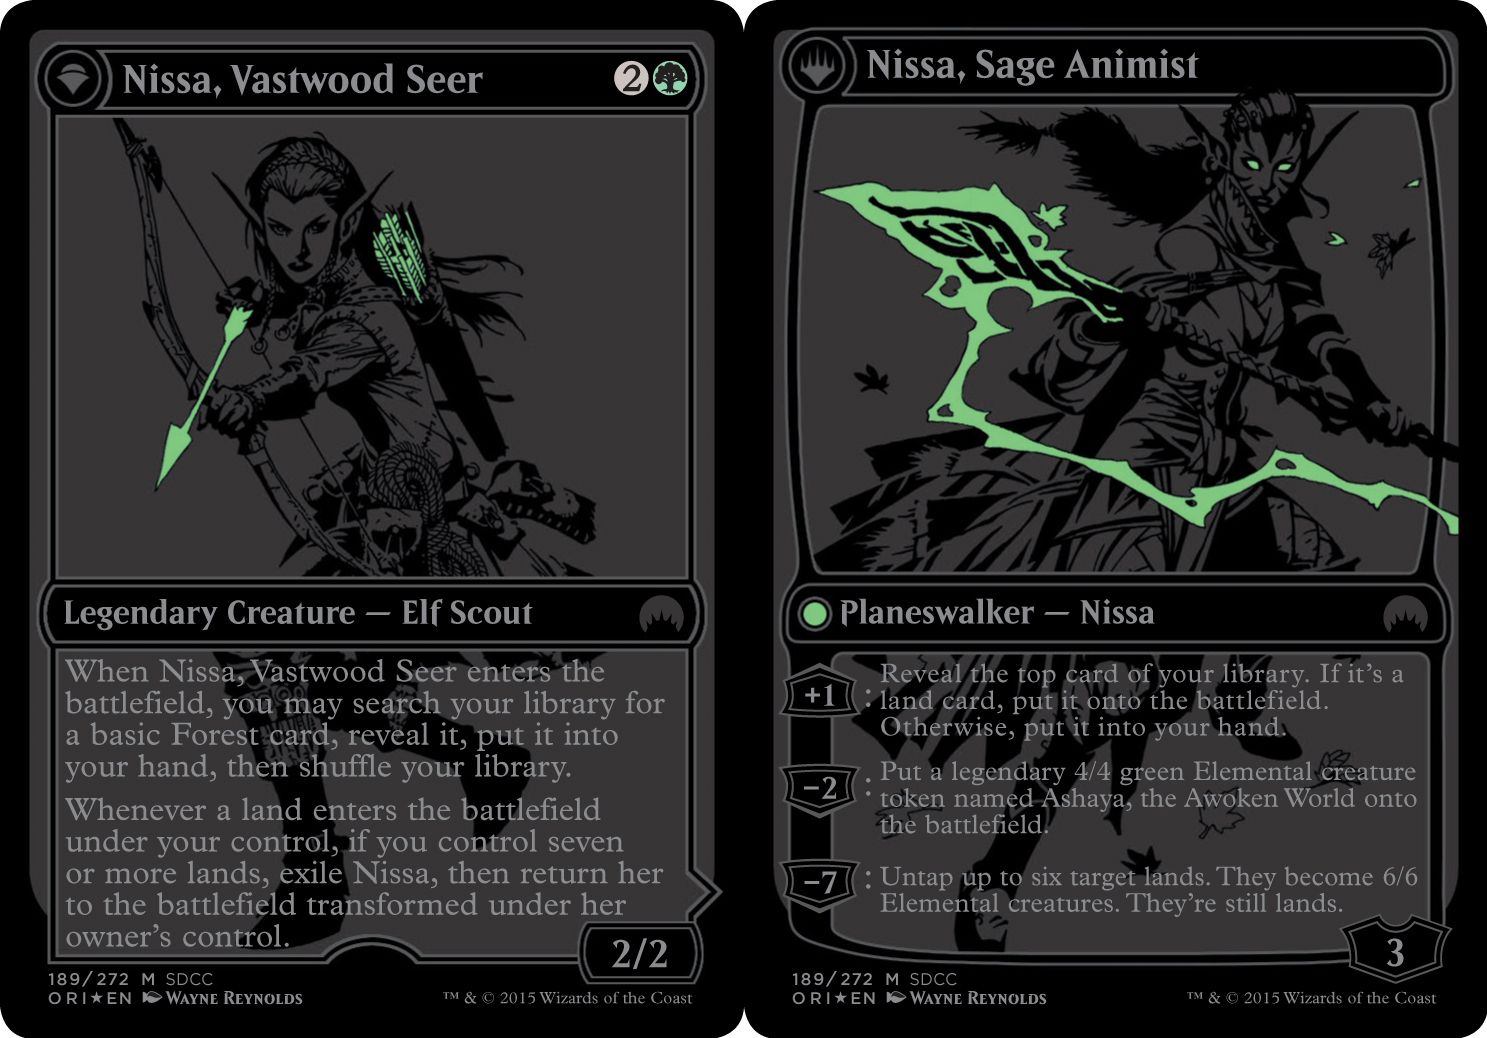 Nissa, Vastwood Seer
2
Legendary Creature — Elf Scout
When Nissa, Vastwood Seer enters the
battlefield, you may search your library for
a basic Forest card, reveal it, put it into
your hand, then shuffle your library.
Whenever a land enters the battlefield
under your control, if you control seven
or more lands, exile Nissa, then return her
to the battlefield transformed under her
owner's control.
2/2
189/272 M SDCC
ORI★EN Wayne Reynolds
™ & © 2015 Wizards of the Coast
Nissa, Sage Animist
Planeswalker — Nissa
+1 : Reveal the top card of your library. If it's a
land card, put it onto the battlefield.
Otherwise, put it into your hand.
−2 : Put a legendary 4/4 green Elemental creature
token named Ashaya, the Awoken World onto
the battlefield.
−7 : Untap up to six target lands. They become 6/6
Elemental creatures. They're still lands.
3
189/272 M SDCC
ORI★EN Wayne Reynolds
™ & © 2015 Wizards of the Coast